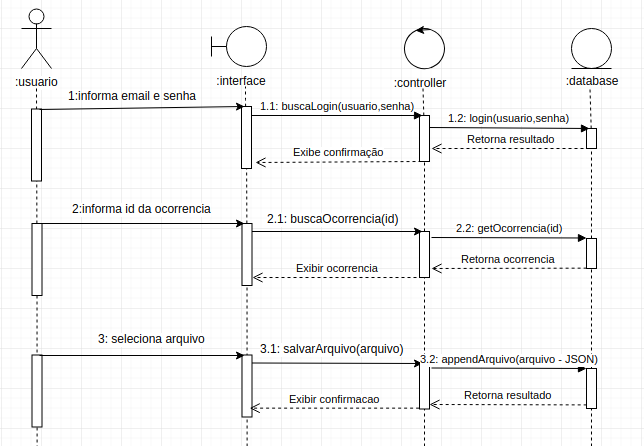 :usuario
:interface
:controller
:database
1:informa email e senha
1.1: buscaLogin(usuario,senha)
1.2: login(usuario,senha)
Retorna resultado
Exibe confirmação
2:informa id da ocorrencia
2.1: buscaOcorrencia(id)
2.2: getOcorrencia(id)
Retorna ocorrencia
Exibir ocorrencia
3: seleciona arquivo
3.1: salvarArquivo(arquivo)
3.2: appendArquivo(arquivo - JSON)
Retorna resultado
Exibir confirmacao